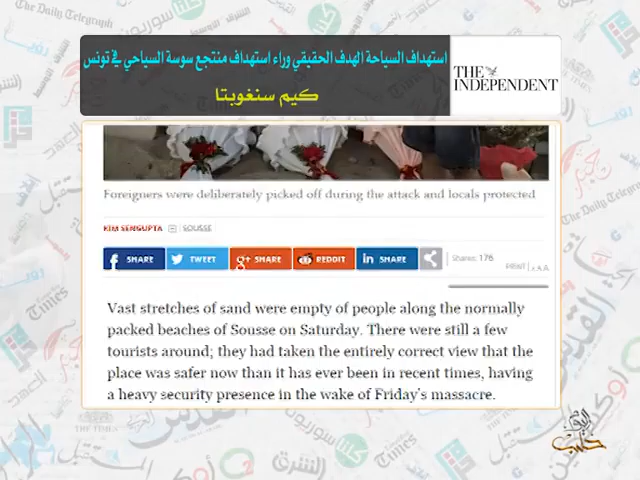 استهداف السياحة الهدف الحقيقي وراء استهداف منتجع سوسة السياحي في تونس
كيم سنغوبتا
THE INDEPENDENT
Foreigners were deliberately picked off during the attack and locals protected
KIM SENGUPTA SOUSSE
SHARE TWEET SHARE REDDIT SHARE Shares: 176
PRINT A A A
Vast stretches of sand were empty of people along the normally
packed beaches of Sousse on Saturday. There were still a few
tourists around; they had taken the entirely correct view that the
place was safer now than it has ever been in recent times, having
a heavy security presence in the wake of Friday's massacre.